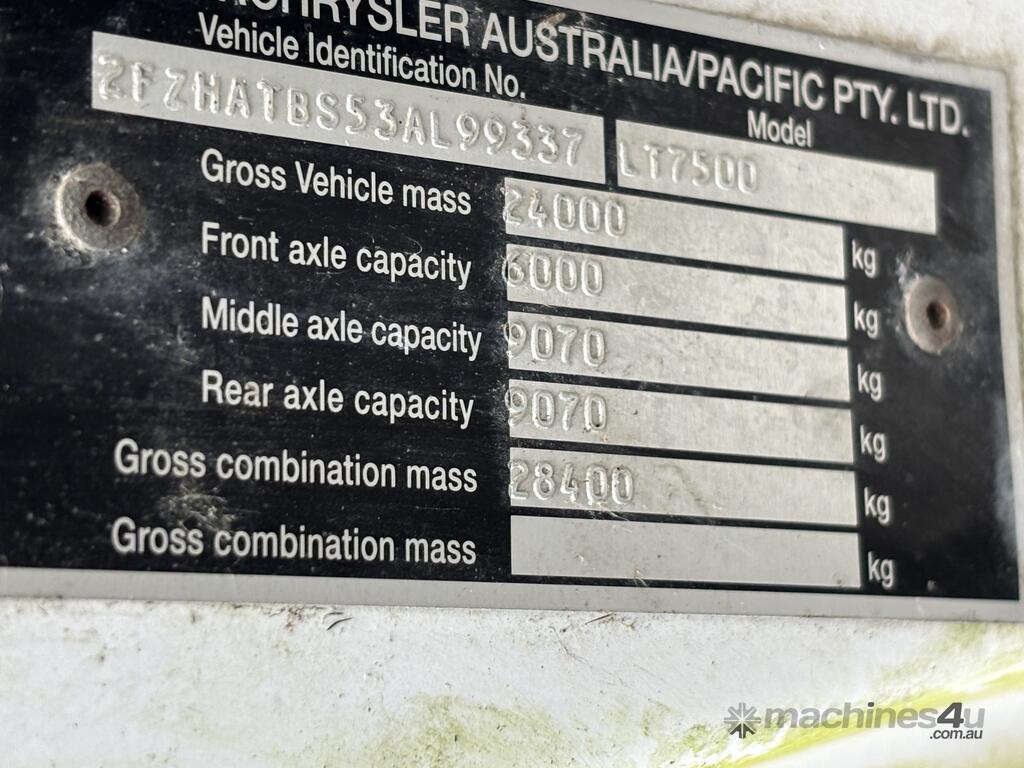 CHRYSLER AUSTRALIA/PACIFIC PTY. LTD.
Vehicle Identification No.
Model
2FZHATBS53AL99337
LT7500
Gross Vehicle mass 24000 kg
Front axle capacity 6000 kg
Middle axle capacity 9070 kg
Rear axle capacity 9070 kg
Gross combination mass 28400 kg
Gross combination mass kg
machines4u
.com.au